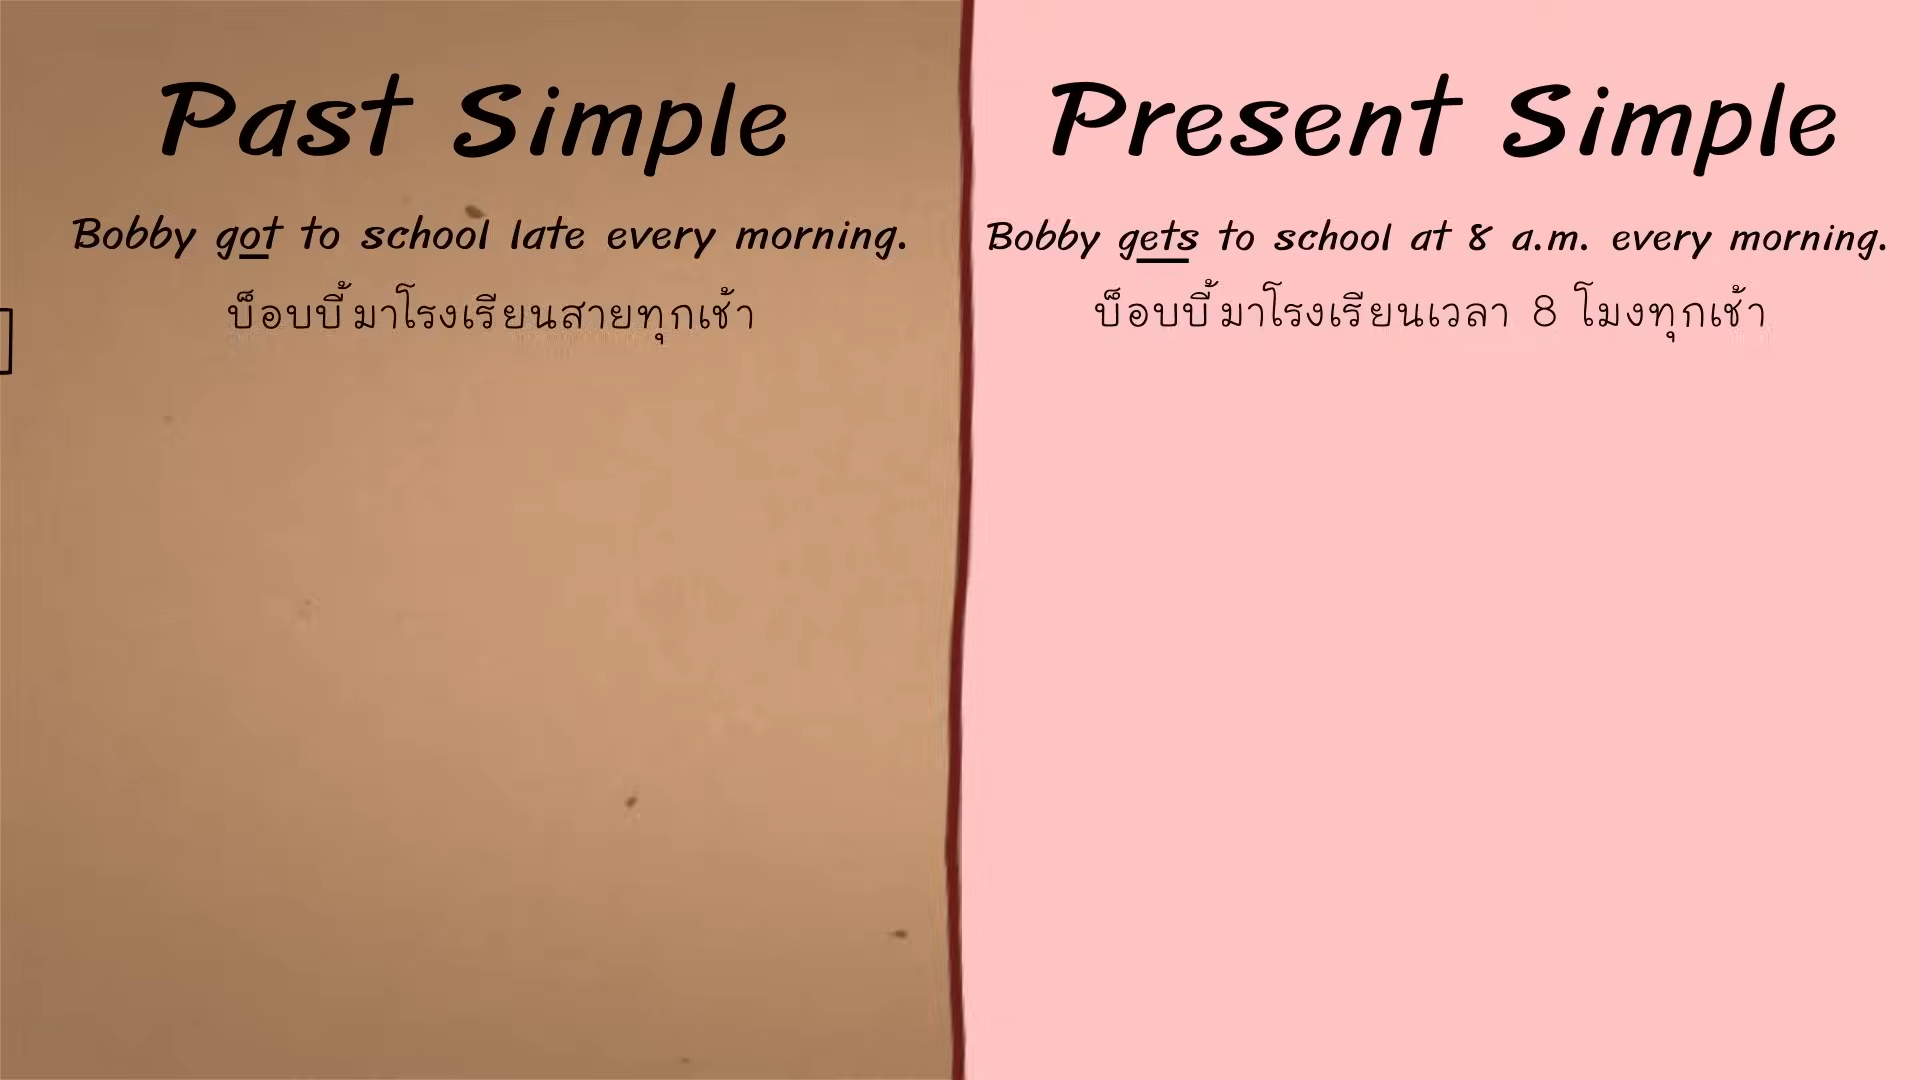 Past Simple
Bobby got to school late every morning.
บ็อบบี้มาโรงเรียนสายทุกเช้า
Present Simple
Bobby gets to school at 8 a.m. every morning.
บ็อบบี้มาโรงเรียนเวลา 8 โมงทุกเช้า